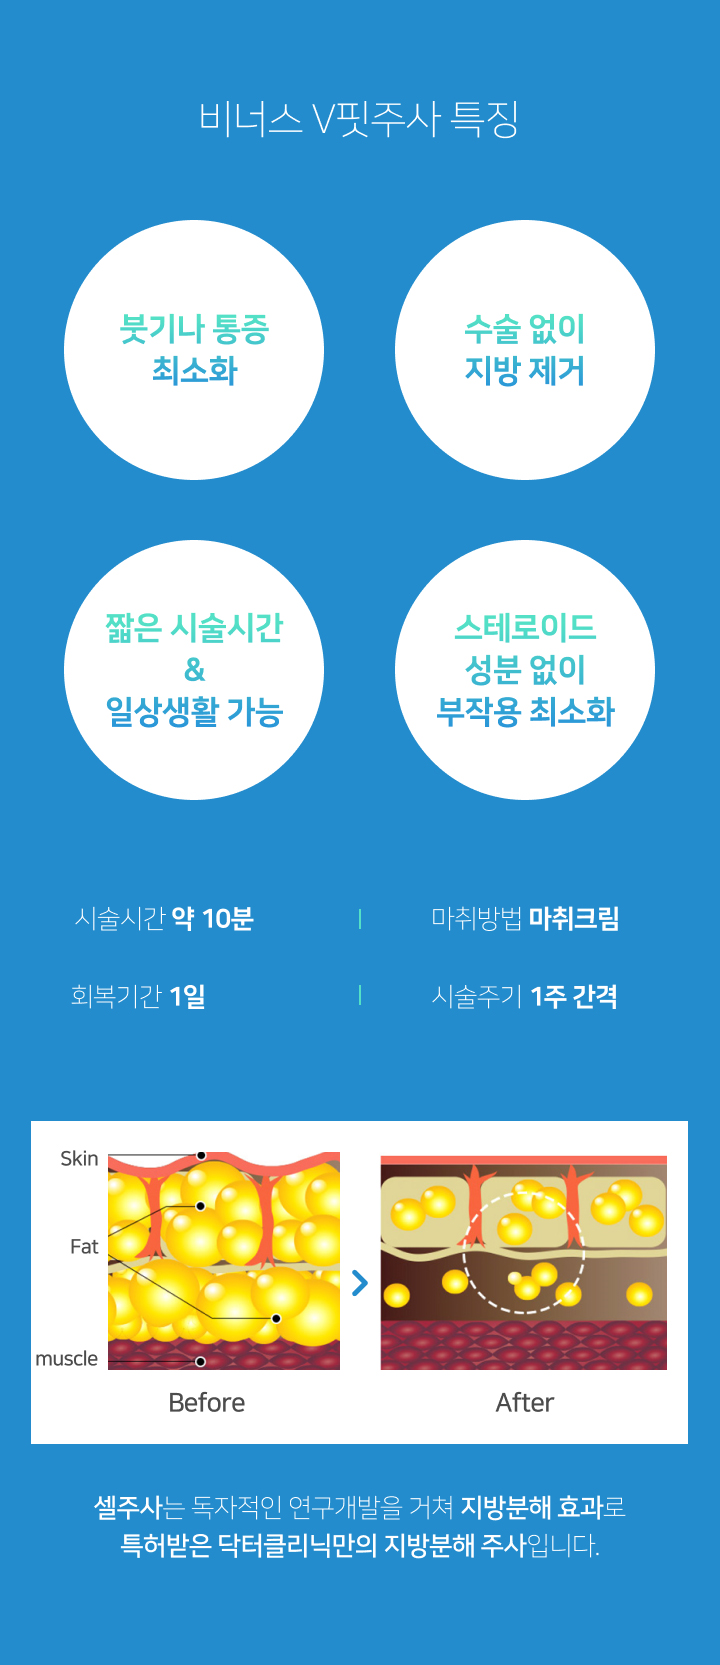 비너스 V핏주사 특징
붓기나 통증
최소화
수술 없이
지방 제거
짧은 시술시간
&
일상생활 가능
스테로이드
성분 없이
부작용 최소화
시술시간 약 10분
마취방법 마취크림
회복기간 1일
시술주기 1주 간격
Skin
Fat
muscle
Before
After
셀주사는 독자적인 연구개발을 거쳐 지방분해 효과로
특허받은 닥터클리닉만의 지방분해 주사입니다.